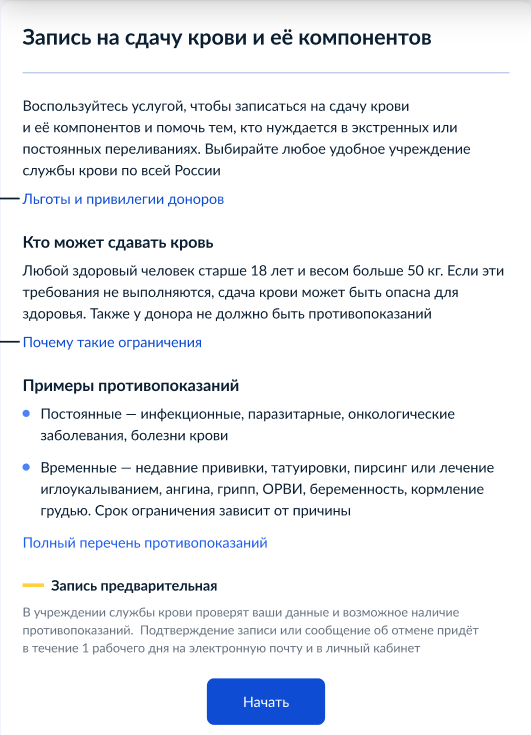 Запись на сдачу крови и её компонентов
Воспользуйтесь услугой, чтобы записаться на сдачу крови
и её компонентов и помочь тем, кто нуждается в экстренных или
постоянных переливаниях. Выбирайте любое удобное учреждение
службы крови по всей России
Льготы и привилегии доноров
Кто может сдавать кровь
Любой здоровый человек старше 18 лет и весом больше 50 кг. Если эти
требования не выполняются, сдача крови может быть опасна для
здоровья. Также у донора не должно быть противопоказаний
Почему такие ограничения
Примеры противопоказаний
Постоянные — инфекционные, паразитарные, онкологические
заболевания, болезни крови
Временные — недавние прививки, татуировки, пирсинг или лечение
иглоукалыванием, ангина, грипп, ОРВИ, беременность, кормление
грудью. Срок ограничения зависит от причины
Полный перечень противопоказаний
Запись предварительная
В учреждении службы крови проверят ваши данные и возможное наличие
противопоказаний. Подтверждение записи или сообщение об отмене придёт
в течение 1 рабочего дня на электронную почту и в личный кабинет
Начать